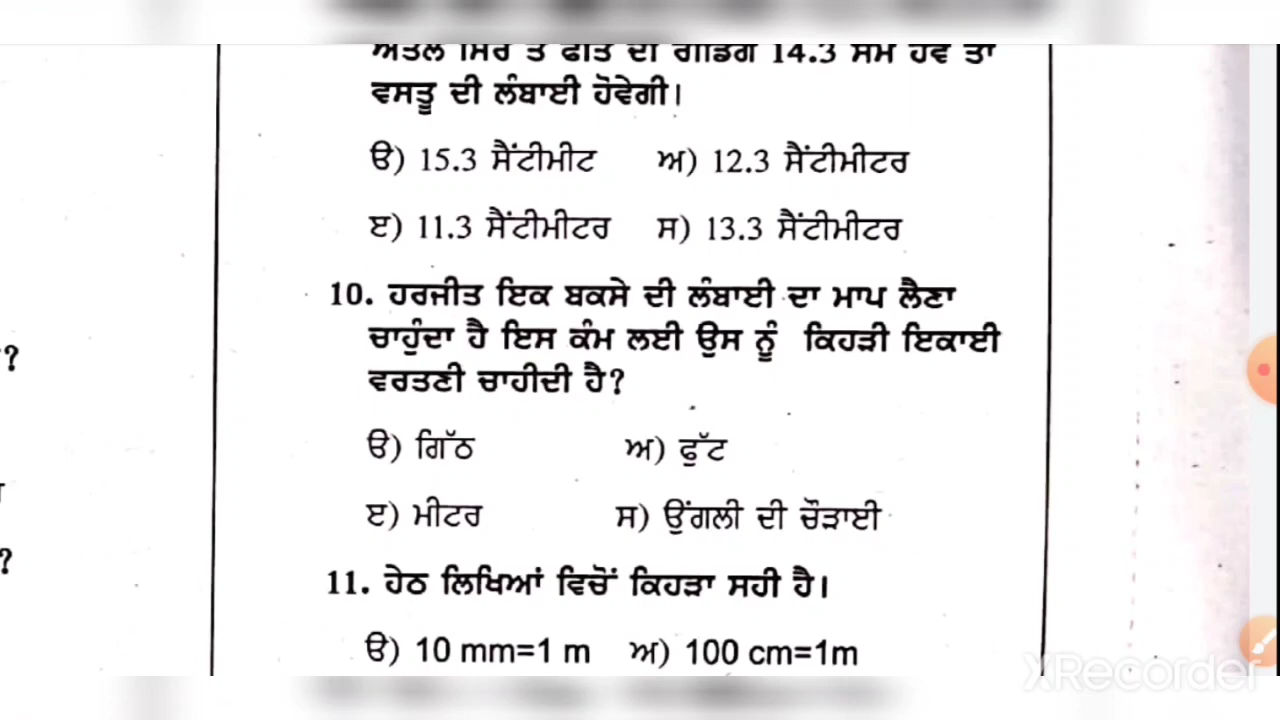 ਵਸਤੂ ਦੀ ਲੰਬਾਈ ਹੋਵੇਗੀ।
ੳ) 15.3 ਸੈਂਟੀਮੀਟ ਅ) 12.3 ਸੈਂਟੀਮੀਟਰ
ੲ) 11.3 ਸੈਂਟੀਮੀਟਰ ਸ) 13.3 ਸੈਂਟੀਮੀਟਰ
10. ਹਰਜੀਤ ਇਕ ਬਕਸੇ ਦੀ ਲੰਬਾਈ ਦਾ ਮਾਪ ਲੈਣਾ
ਚਾਹੁੰਦਾ ਹੈ ਇਸ ਕੰਮ ਲਈ ਉਸ ਨੂੰ ਕਿਹੜੀ ਇਕਾਈ
ਵਰਤਣੀ ਚਾਹੀਦੀ ਹੈ?
ੳ) ਗਿੱਠ ਅ) ਫੁੱਟ
ੲ) ਮੀਟਰ ਸ) ਉਂਗਲੀ ਦੀ ਚੌੜਾਈ
11. ਹੇਠ ਲਿਖਿਆਂ ਵਿਚੋਂ ਕਿਹੜਾ ਸਹੀ ਹੈ।
ੳ) 10 mm=1 m ਅ) 100 cm=1m
?
?
XRecorder